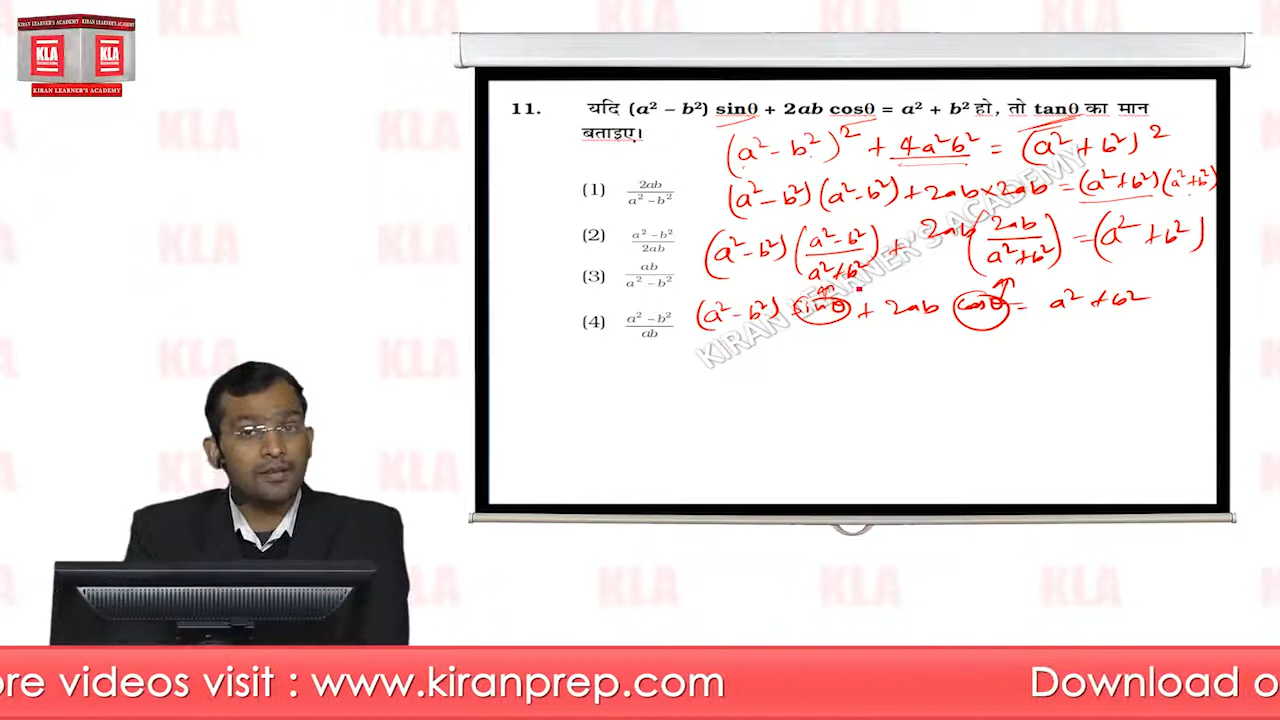 KIRAN LEARNER'S ACADEMY KIRAN LEARNER'S ACADEMY
KLA KLA
KIRAN LEARNER'S ACADEMY
11. यदि (a² – b²) sinθ + 2ab cosθ = a² + b² हो, तो tanθ का मान
बताइए।
(a² - b²)² + 4a²b² = (a² + b²)²
(1) 2ab/(a² – b²)
(a² - b²)(a² - b²) + 2ab × 2ab = (a² + b²)(a² + b²)
(2) (a² – b²)/2ab
(a² - b²)((a² - b²)/(a² + b²)) + 2ab(2ab/(a² + b²)) = (a² + b²)
(3) ab/(a² – b²)
(a² - b²) sinθ + 2ab cosθ = a² + b²
(4) (a² – b²)/ab
KIRAN LEARNER'S ACADEMY
ore videos visit : www.kiranprep.com Download o